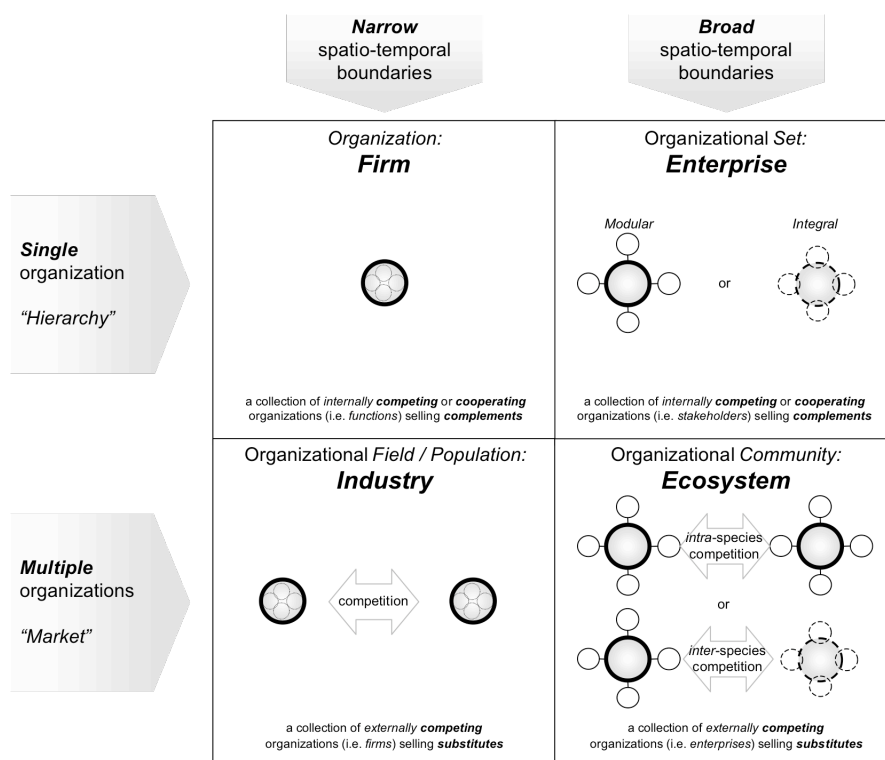 Narrow
spatio-temporal
boundaries
Broad
spatio-temporal
boundaries
Single
organization
“Hierarchy”
Organization:
Firm
a collection of internally competing or cooperating
organizations (i.e. functions) selling complements
Organizational Set:
Enterprise
Modular
Integral
or
a collection of internally competing or cooperating
organizations (i.e. stakeholders) selling complements
Multiple
organizations
“Market”
Organizational Field / Population:
Industry
competition
a collection of externally competing
organizations (i.e. firms) selling substitutes
Organizational Community:
Ecosystem
intra-species
competition
or
inter-species
competition
a collection of externally competing
organizations (i.e. enterprises) selling substitutes